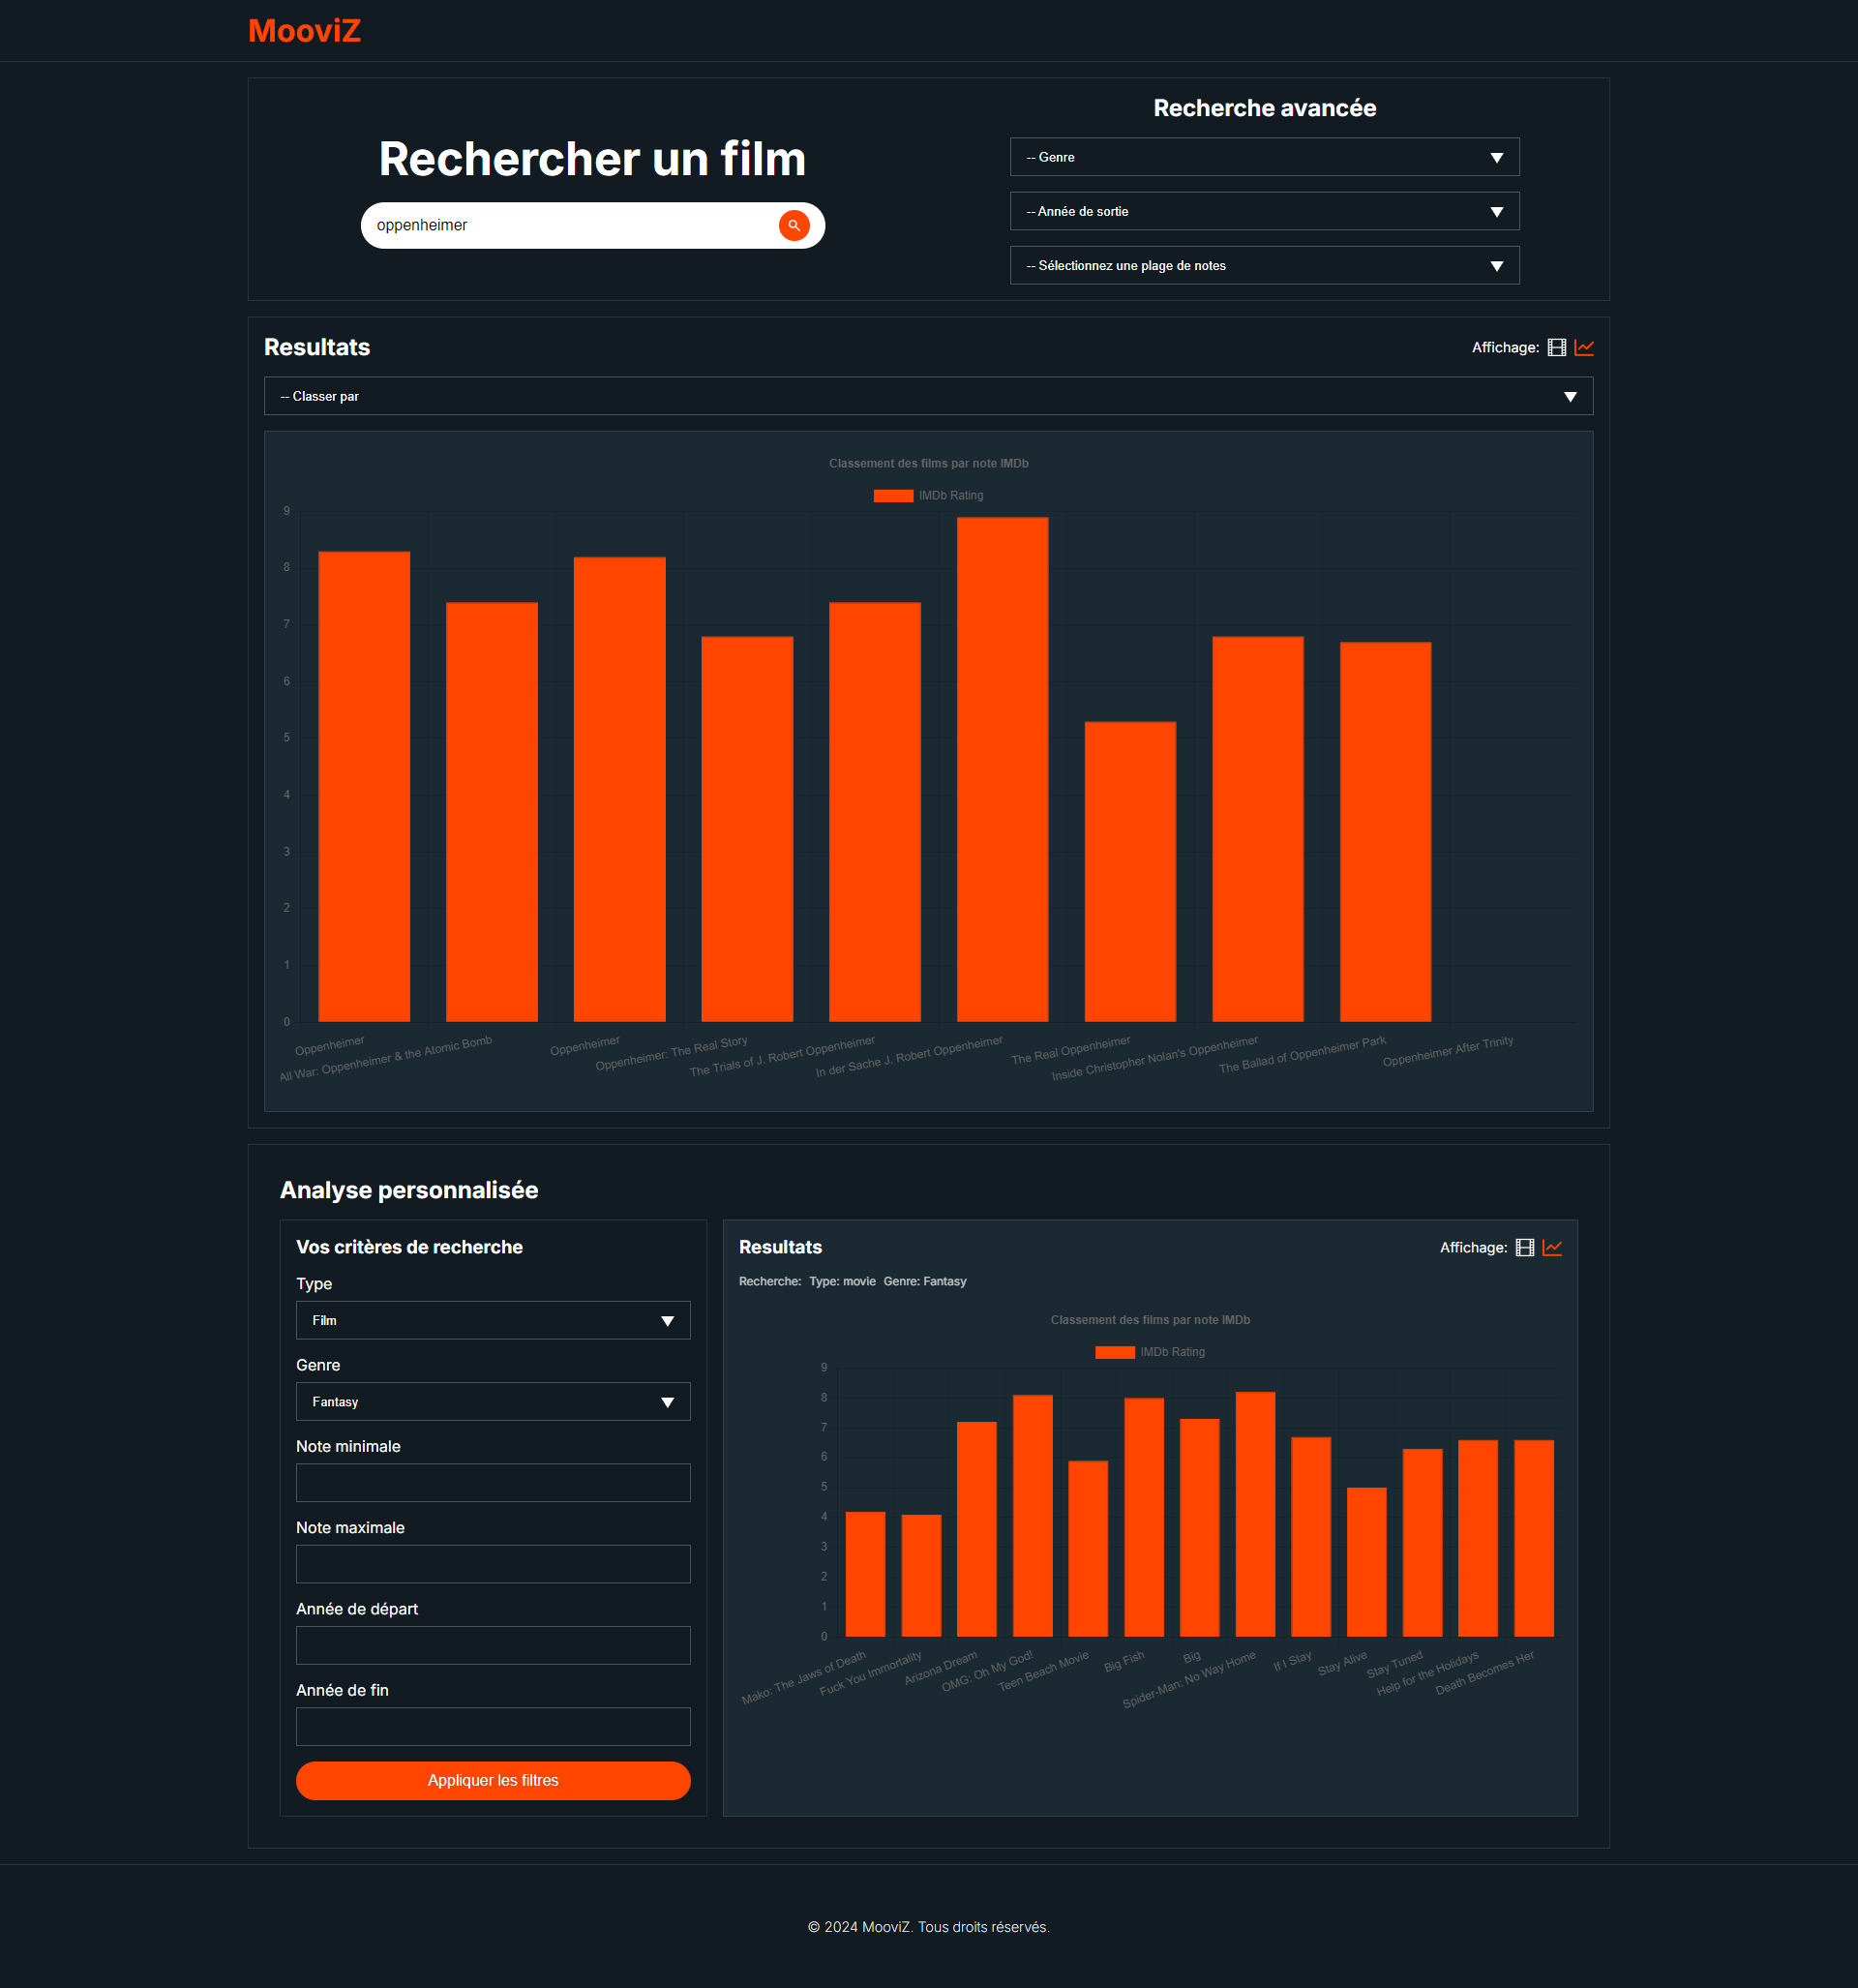 MooviZ
Rechercher un film
oppenheimer
Recherche avancée
-- Genre
-- Année de sortie
-- Sélectionnez une plage de notes
Resultats
Affichage:
-- Classer par
Classement des films par note IMDb
IMDb Rating
9
8
7
6
5
4
3
2
1
0
Oppenheimer
All War: Oppenheimer & the Atomic Bomb
Oppenheimer
Oppenheimer: The Real Story
The Trials of J. Robert Oppenheimer
In der Sache J. Robert Oppenheimer
The Real Oppenheimer
Inside Christopher Nolan's Oppenheimer
The Ballad of Oppenheimer Park
Oppenheimer After Trinity
Analyse personnalisée
Vos critères de recherche
Type
Film
Genre
Fantasy
Note minimale
Note maximale
Année de départ
Année de fin
Appliquer les filtres
Resultats
Affichage:
Recherche: Type: movie Genre: Fantasy
Classement des films par note IMDb
IMDb Rating
9
8
7
6
5
4
3
2
1
0
Mako: The Jaws of Death
Fuck You Immortality
Arizona Dream
OMG: Oh My God!
Teen Beach Movie
Big Fish
Big
Spider-Man: No Way Home
If I Stay
Stay Alive
Stay Tuned
Help for the Holidays
Death Becomes Her
© 2024 MooviZ. Tous droits réservés.